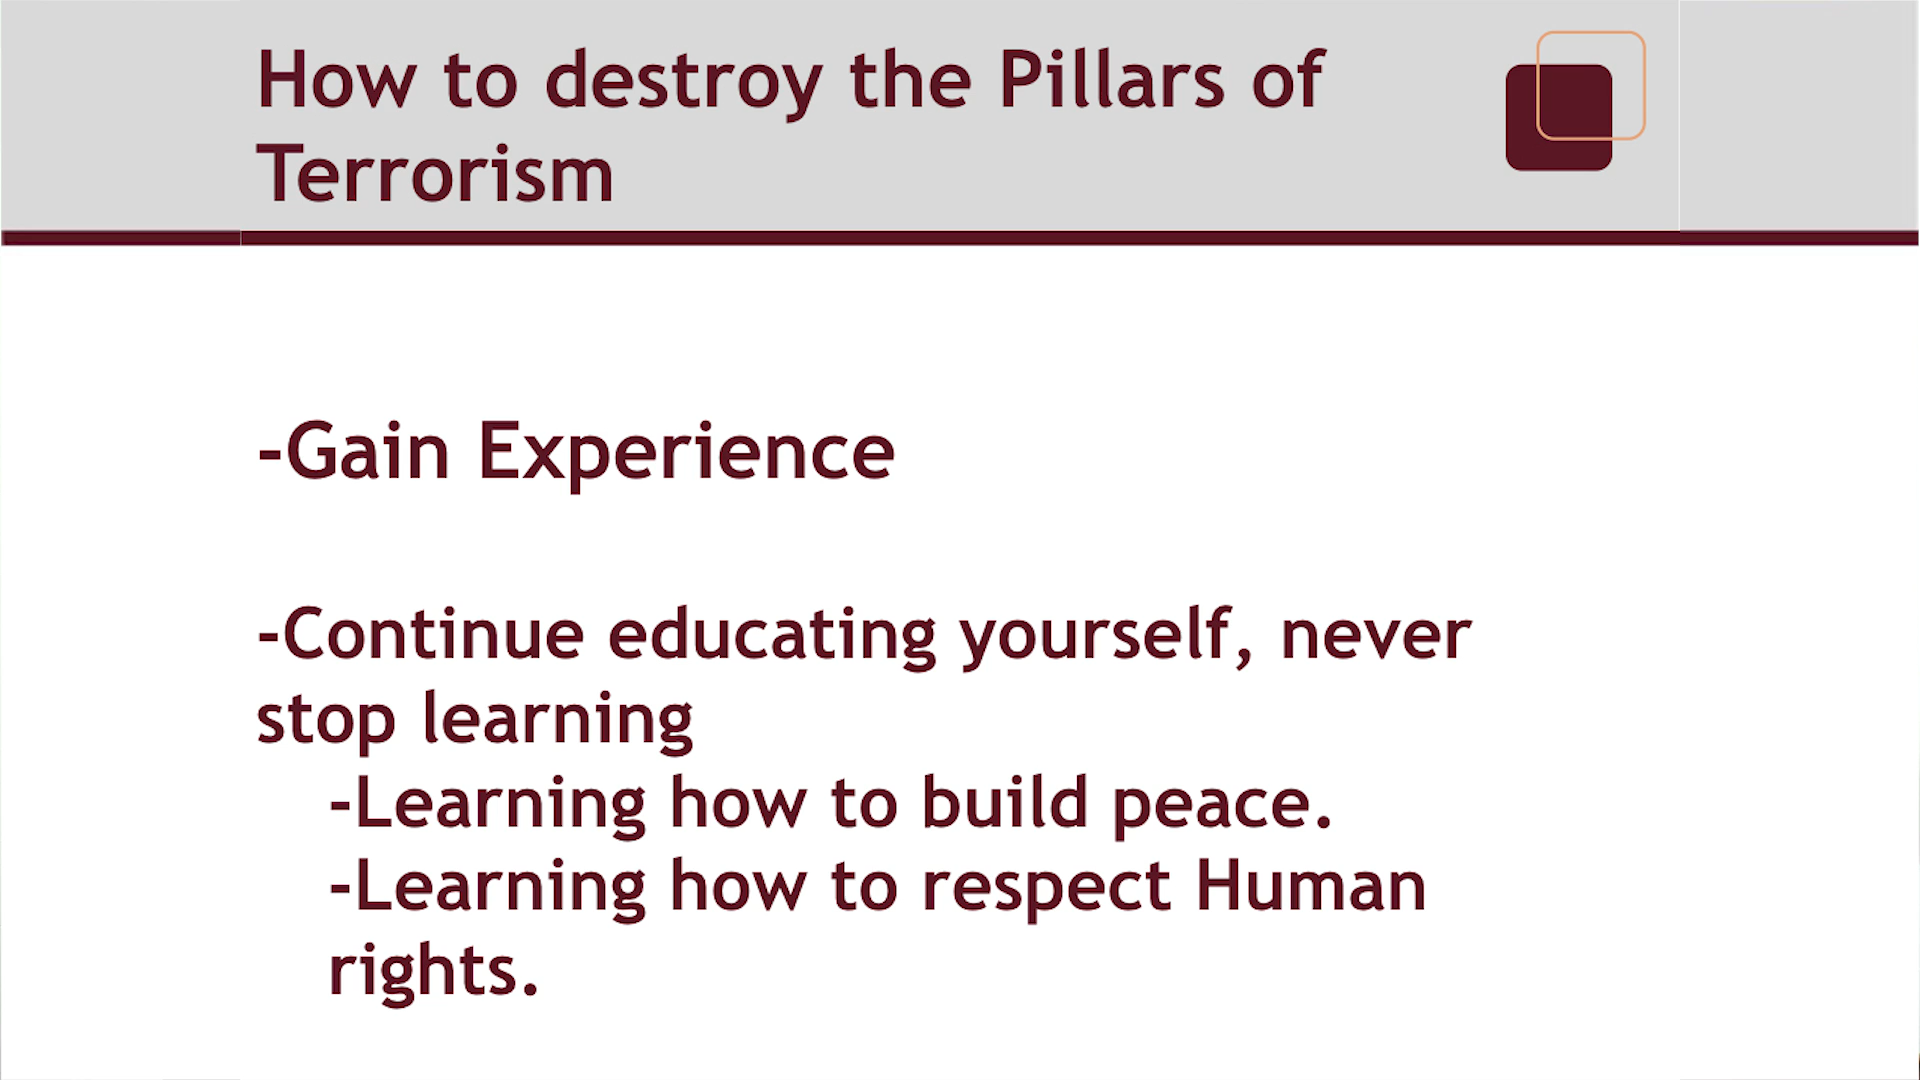 How to destroy the Pillars of
Terrorism
-Gain Experience
-Continue educating yourself, never
stop learning
-Learning how to build peace.
-Learning how to respect Human
rights.